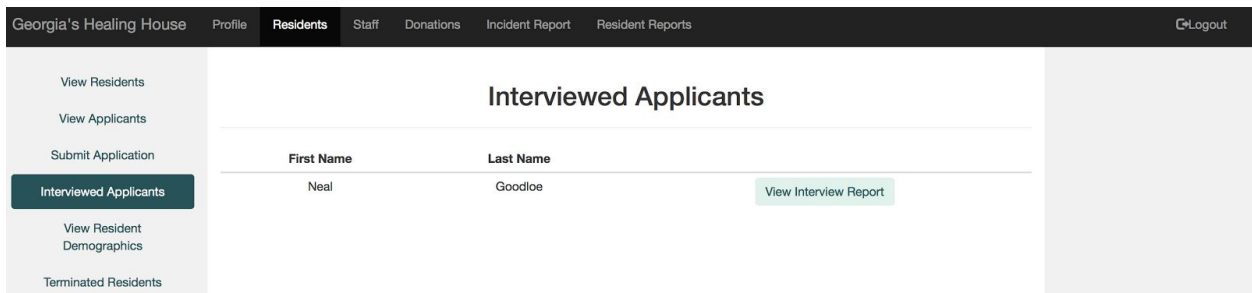 Georgia's Healing House Profile Residents Staff Donations Incident Report Resident Reports Logout
View Residents
View Applicants
Submit Application
Interviewed Applicants
View Resident
Demographics
Terminated Residents
Interviewed Applicants
First Name Last Name
Neal Goodloe View Interview Report